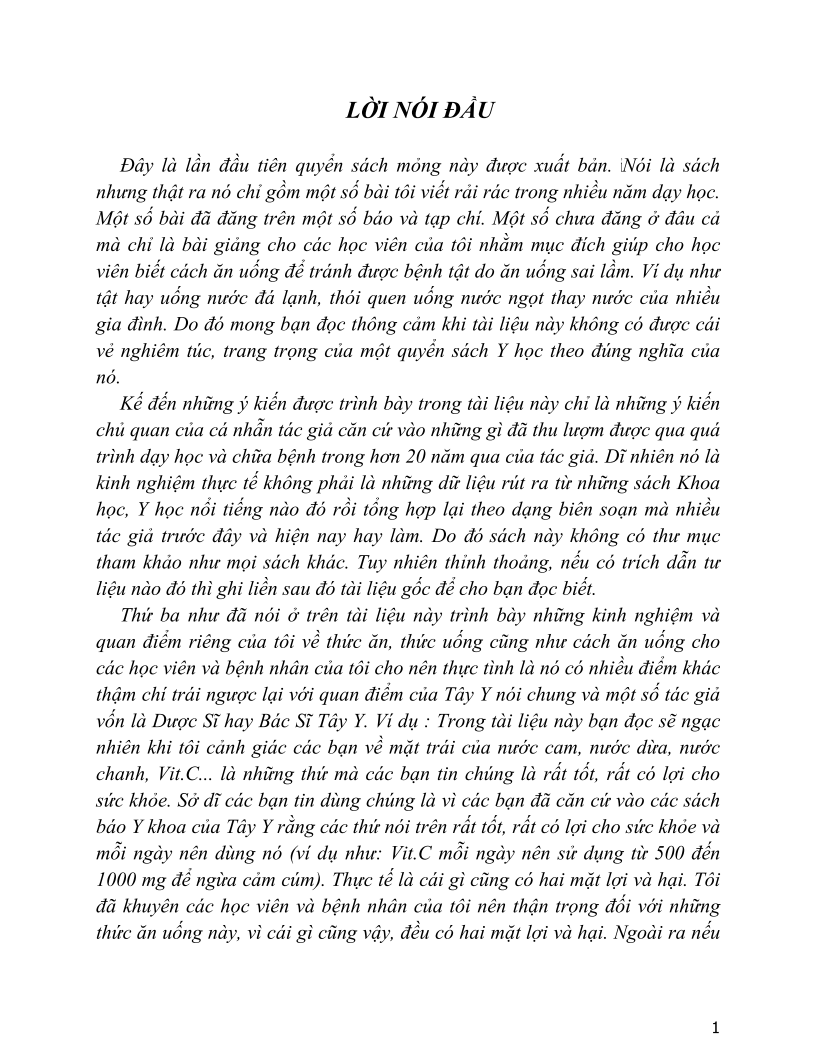 LỜI NÓI ĐẦU
Đây là lần đầu tiên quyển sách mỏng này được xuất bản. Nói là sách
nhưng thật ra nó chỉ gồm một số bài tôi viết rải rác trong nhiều năm dạy học.
Một số bài đã đăng trên một số báo và tạp chí. Một số chưa đăng ở đâu cả
mà chỉ là bài giảng cho các học viên của tôi nhằm mục đích giúp cho học
viên biết cách ăn uống để tránh được bệnh tật do ăn uống sai lầm. Ví dụ như
tật hay uống nước đá lạnh, thói quen uống nước ngọt thay nước của nhiều
gia đình. Do đó mong bạn đọc thông cảm khi tài liệu này không có được cái
vẻ nghiêm túc, trang trọng của một quyển sách Y học theo đúng nghĩa của
nó.
Kế đến những ý kiến được trình bày trong tài liệu này chỉ là những ý kiến
chủ quan của cá nhẫn tác giả căn cứ vào những gì đã thu lượm được qua quá
trình dạy học và chữa bệnh trong hơn 20 năm qua của tác giả. Dĩ nhiên nó là
kinh nghiệm thực tế không phải là những dữ liệu rút ra từ những sách Khoa
học, Y học nổi tiếng nào đó rồi tổng hợp lại theo dạng biên soạn mà nhiều
tác giả trước đây và hiện nay hay làm. Do đó sách này không có thư mục
tham khảo như mọi sách khác. Tuy nhiên thỉnh thoảng, nếu có trích dẫn tư
liệu nào đó thì ghi liền sau đó tài liệu gốc để cho bạn đọc biết.
Thứ ba như đã nói ở trên tài liệu này trình bày những kinh nghiệm và
quan điểm riêng của tôi về thức ăn, thức uống cũng như cách ăn uống cho
các học viên và bệnh nhân của tôi cho nên thực tình là nó có nhiều điểm khác
thậm chí trái ngược lại với quan điểm của Tây Y nói chung và một số tác giả
vốn là Dược Sĩ hay Bác Sĩ Tây Y. Ví dụ : Trong tài liệu này bạn đọc sẽ ngạc
nhiên khi tôi cảnh giác các bạn về mặt trái của nước cam, nước dừa, nước
chanh, Vit.C... là những thứ mà các bạn tin chúng là rất tốt, rất có lợi cho
sức khỏe. Sở dĩ các bạn tin dùng chúng là vì các bạn đã căn cứ vào các sách
báo Y khoa của Tây Y rằng các thứ nói trên rất tốt, rất có lợi cho sức khỏe và
mỗi ngày nên dùng nó (ví dụ như: Vit.C mỗi ngày nên sử dụng từ 500 đến
1000 mg để ngừa cảm cúm). Thực tế là cái gì cũng có hai mặt lợi và hại. Tôi
đã khuyên các học viên và bệnh nhân của tôi nên thận trọng đối với những
thức ăn uống này, vì cái gì cũng vậy, đều có hai mặt lợi và hại. Ngoài ra nếu
1